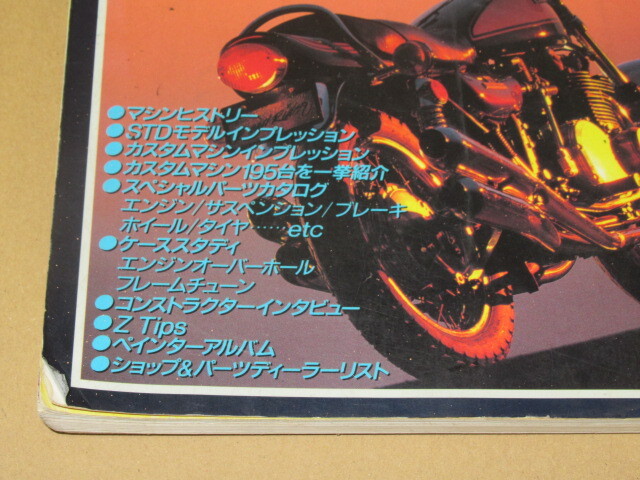 ●マシンヒストリー
●STDモデルインプレッション
●カスタムマシンインプレッション
●カスタムマシン195台を一挙紹介
●スペシャルパーツカタログ
エンジン/サスペンション/ブレーキ
ホイール/タイヤ……etc
●ケーススタディ
エンジンオーバーホール
フレームチューン
●コンストラクターインタビュー
●Z Tips
●ペインターアルバム
●ショップ&パーツディーラーリスト